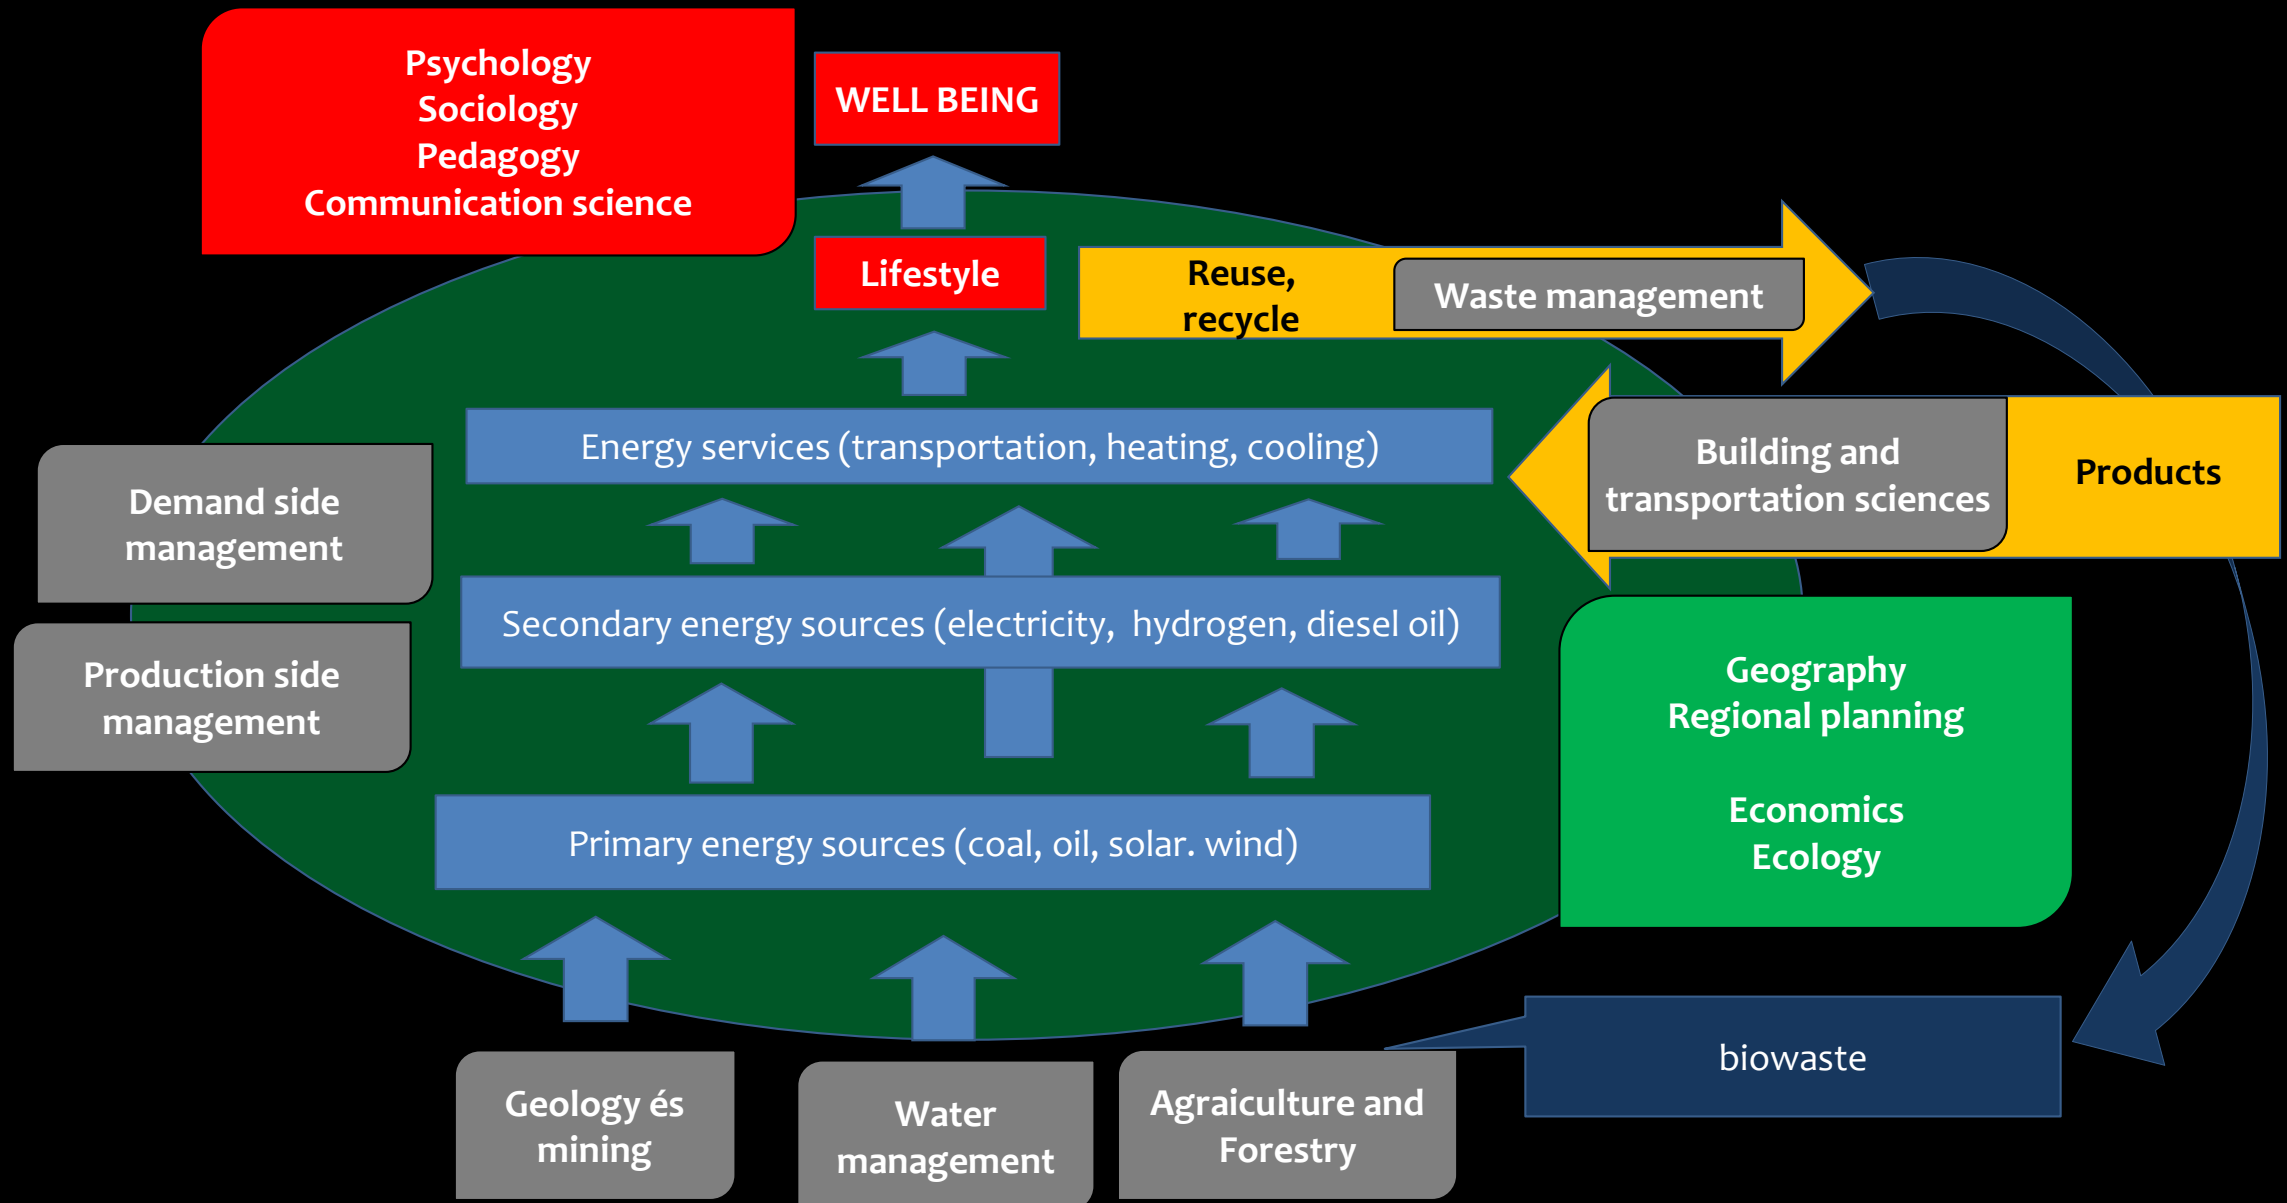 Psychology
Sociology
Pedagogy
Communication science
WELL BEING
Lifestyle
Reuse,
recycle
Waste management
Energy services (transportation, heating, cooling)
Building and
transportation sciences
Products
Demand side
management
Secondary energy sources (electricity,  hydrogen, diesel oil)
Production side
management
Geography
Regional planning
Economics
Ecology
Primary energy sources (coal, oil, solar. wind)
Geology és
mining
Water
management
Agraiculture and
Forestry
biowaste